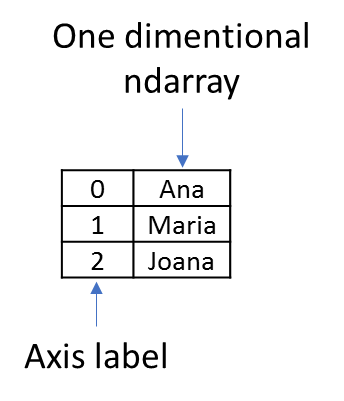 One dimentional
ndarray
0 Ana
1 Maria
2 Joana
Axis label